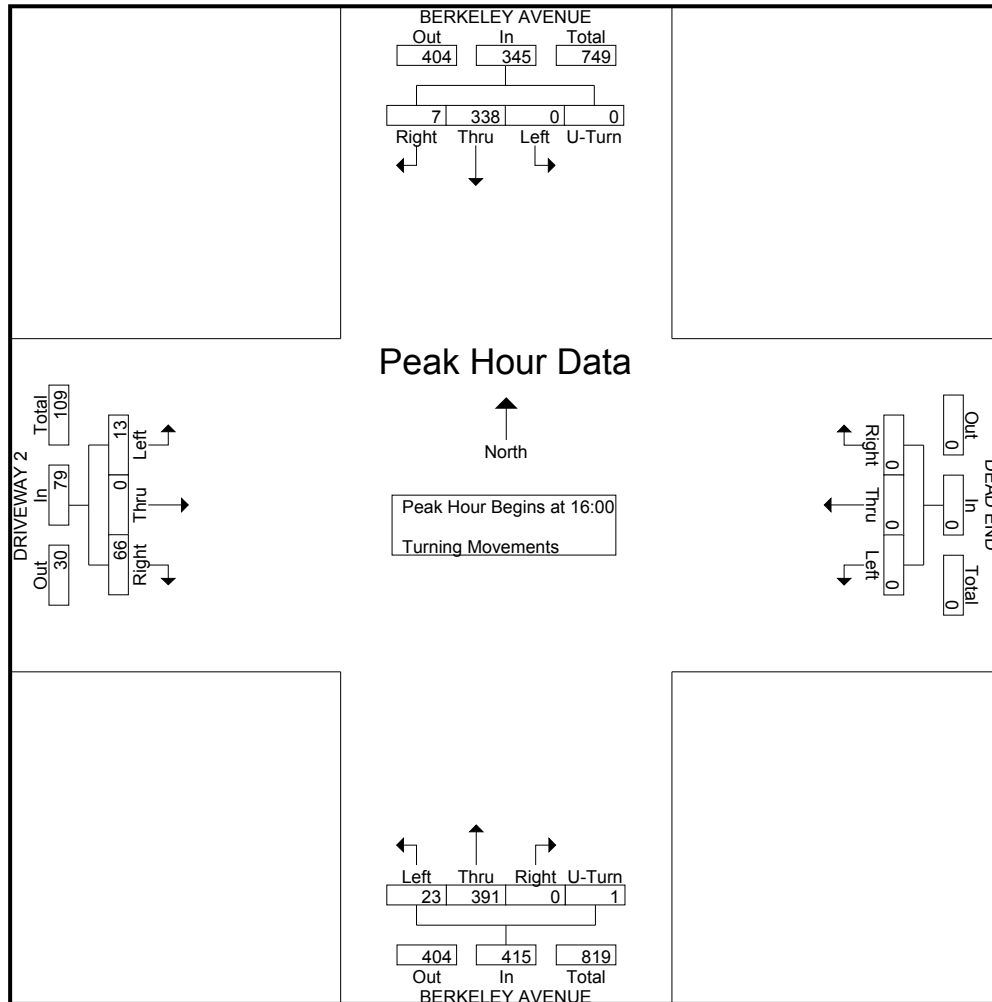 BERKELEY AVENUE
Out In Total
404 345 749
7 338 0 0
Right Thru Left U-Turn
Peak Hour Data
North
Peak Hour Begins at 16:00
Turning Movements
DRIVEWAY 2
Out In Total
30 79 109
66 0 13
Right Thru Left
DEAD END
Out In Total
0 0 0
Right Thru Left
0 0 0
Left Thru Right U-Turn
23 391 0 1
404 415 819
Out In Total
BERKELEY AVENUE